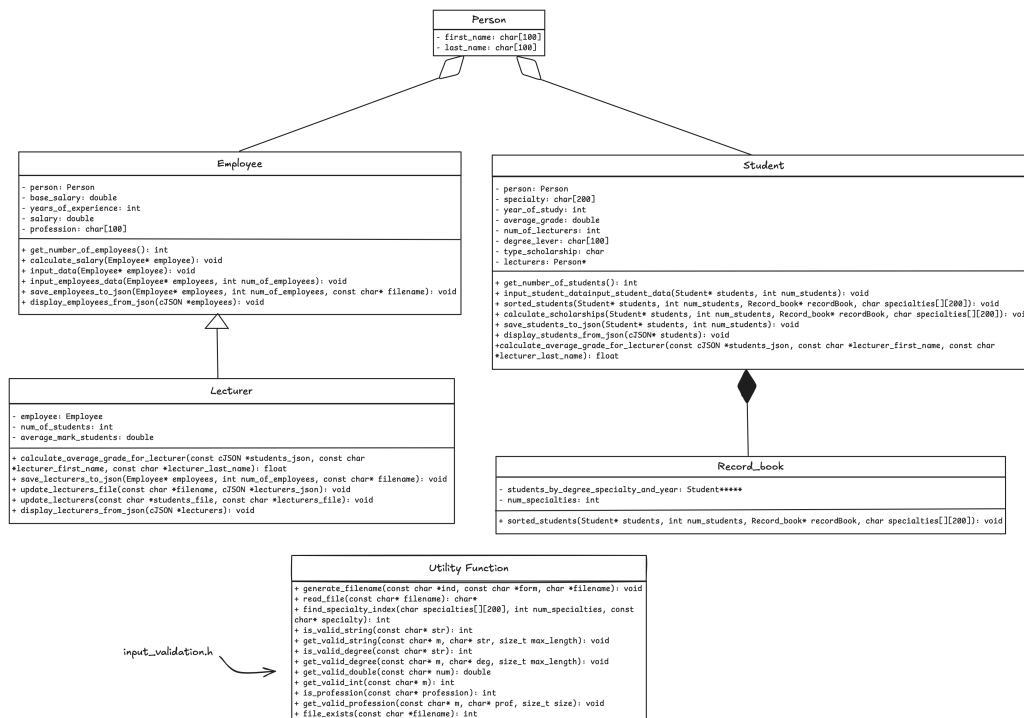 Person
- first_name: char[100]
- last_name: char[100]
Employee
- person: Person
- base_salary: double
- years_of_experience: int
- salary: double
- profession: char[100]
+ get_number_of_employees(): int
+ calculate_salary(Employee* employee): void
+ input_data(Employee* employee): void
+ input_employees_data(Employee* employees, int num_of_employees): void
+ save_employees_to_json(Employee* employees, int num_of_employees, const char* filename): void
+ display_employees_from_json(cJSON *employees): void
Student
- person: Person
- specialty: char[200]
- year_of_study: int
- average_grade: double
- num_of_lecturers: int
- degree_lever: char[100]
- type_scholarship: char
- lecturers: Person*
+ get_number_of_students(): int
+ input_student_datainput_student_data(Student* students, int num_students): void
+ sorted_students(Student* students, int num_students, Record_book* recordBook, char specialties[][200]): void
+ calculate_scholarships(Student* students, int num_students, Record_book* recordBook, char specialties[][200]):
+ save_students_to_json(Student* students, int num_students): void
+ display_students_from_json(cJSON* students): void
+calculate_average_grade_for_lecturer(const cJSON *students_json, const char *lecturer_first_name, const char
*lecturer_last_name): float
Lecturer
- employee: Employee
- num_of_students: int
- average_mark_students: double
+ calculate_average_grade_for_lecturer(const cJSON *students_json, const char
*lecturer_first_name, const char *lecturer_last_name): float
+ save_lecturers_to_json(Employee* employees, int num_of_employees, const char* filename): void
+ update_lecturers_file(const char *filename, cJSON *lecturers_json): void
+ update_lecturers(const char *students_file, const char *lecturers_file): void
+ display_lecturers_from_json(cJSON *lecturers): void
Record_book
- students_by_degree_specialty_and_year: Student*****
- num_specialties: int
+ sorted_students(Student* students, int num_students, Record_book* recordBook, char specialties[][200]): void
Utility Function
+ generate_filename(const char *ind, const char *form, char *filename): void
+ read_file(const char* filename): char*
+ find_specialty_index(char specialties[][200], int num_specialties, const
char* specialty): int
+ is_valid_string(const char* str): int
+ get_valid_string(const char* m, char* str, size_t max_length): void
+ is_valid_degree(const char* str): int
+ get_valid_degree(const char* m, char* deg, size_t max_length): void
+ get_valid_double(const char* num): double
+ get_valid_int(const char* m): int
+ is_profession(const char* profession): int
+ get_valid_profession(const char* m, char* prof, size_t size): void
+ file_exists(const char *filename): int
input_validation.h